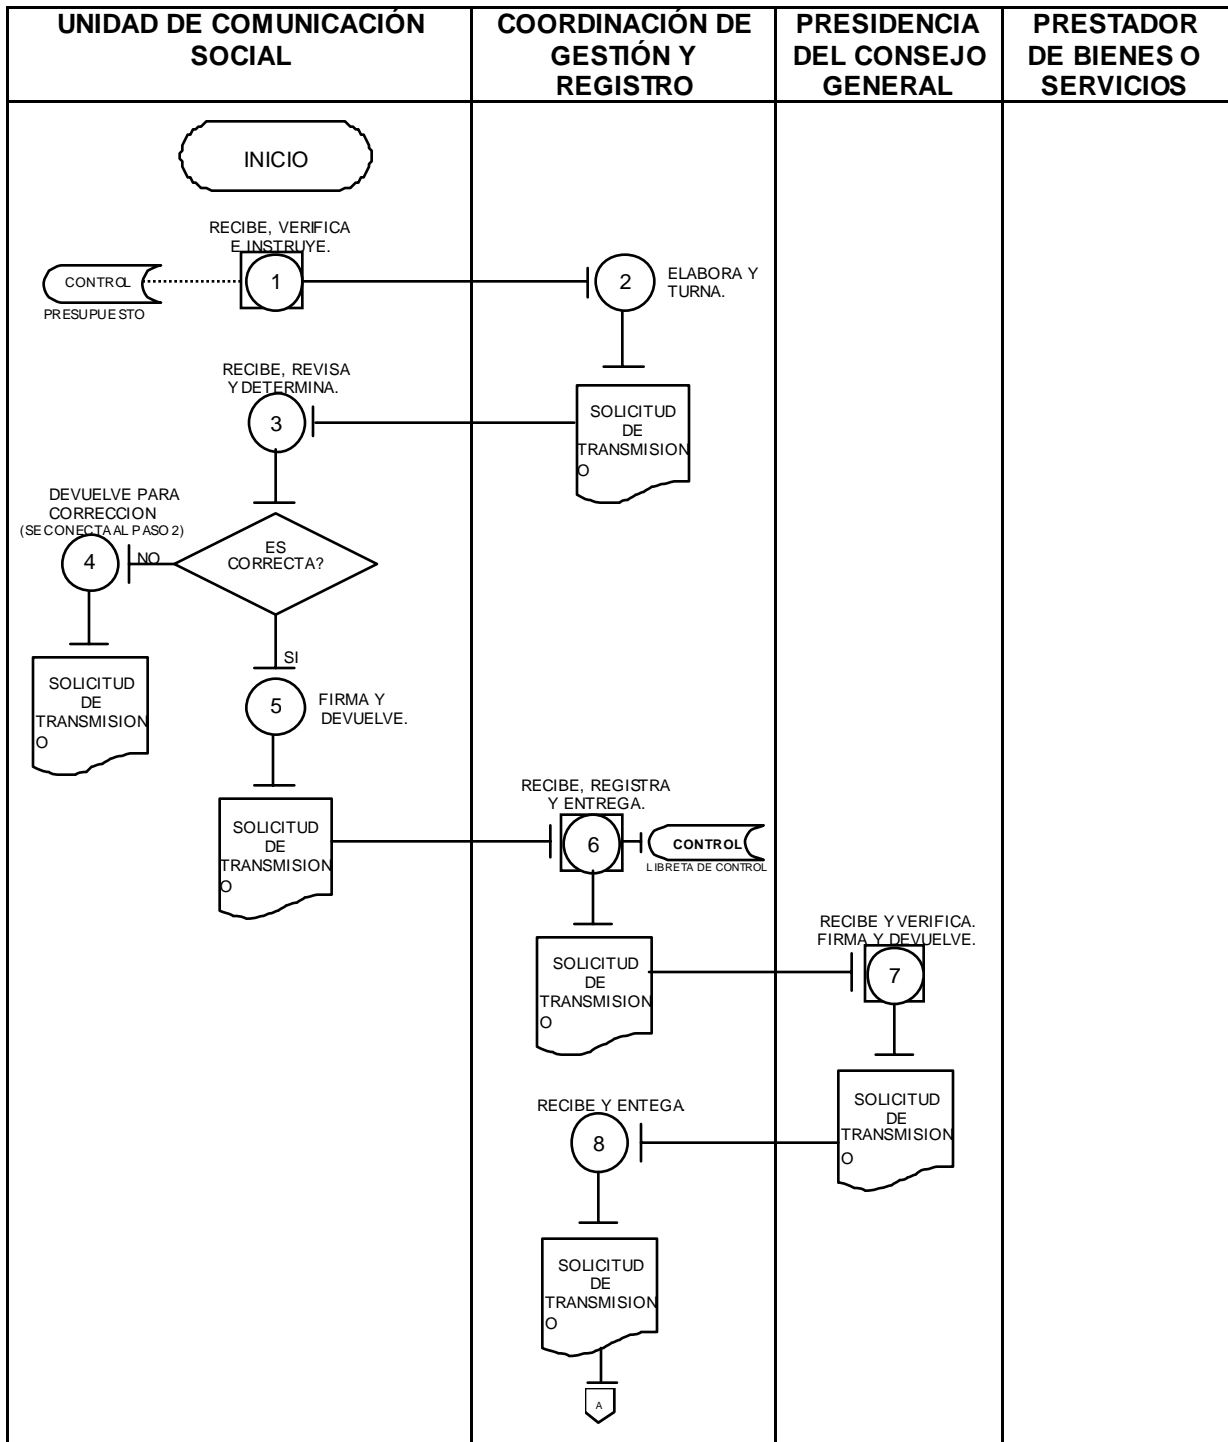 UNIDAD DE COMUNICACIÓN
SOCIAL
COORDINACIÓN DE
GESTIÓN Y
REGISTRO
PRESIDENCIA
DEL CONSEJO
GENERAL
PRESTADOR
DE BIENES O
SERVICIOS
INICIO
RECIBE, VERIFICA
E INSTRUYE.
CONTROL
PRESUPUESTO
1
2
ELABORA Y
TURNA.
RECIBE, REVISA
Y DETERMINA.
3
SOLICITUD
DE
TRANSMISION
O
DEVUELVE PARA
CORRECCION
(SE CONECTA AL PASO 2)
4
NO
ES
CORRECTA?
SOLICITUD
DE
TRANSMISION
O
SI
5
FIRMA Y
DEVUELVE.
SOLICITUD
DE
TRANSMISION
O
RECIBE, REGISTRA
Y ENTREGA.
6
CONTROL
LIBRETA DE CONTROL
SOLICITUD
DE
TRANSMISION
O
RECIBE Y VERIFICA.
FIRMA Y DEVUELVE.
7
SOLICITUD
DE
TRANSMISION
O
RECIBE Y ENTEGA.
8
SOLICITUD
DE
TRANSMISION
O
A